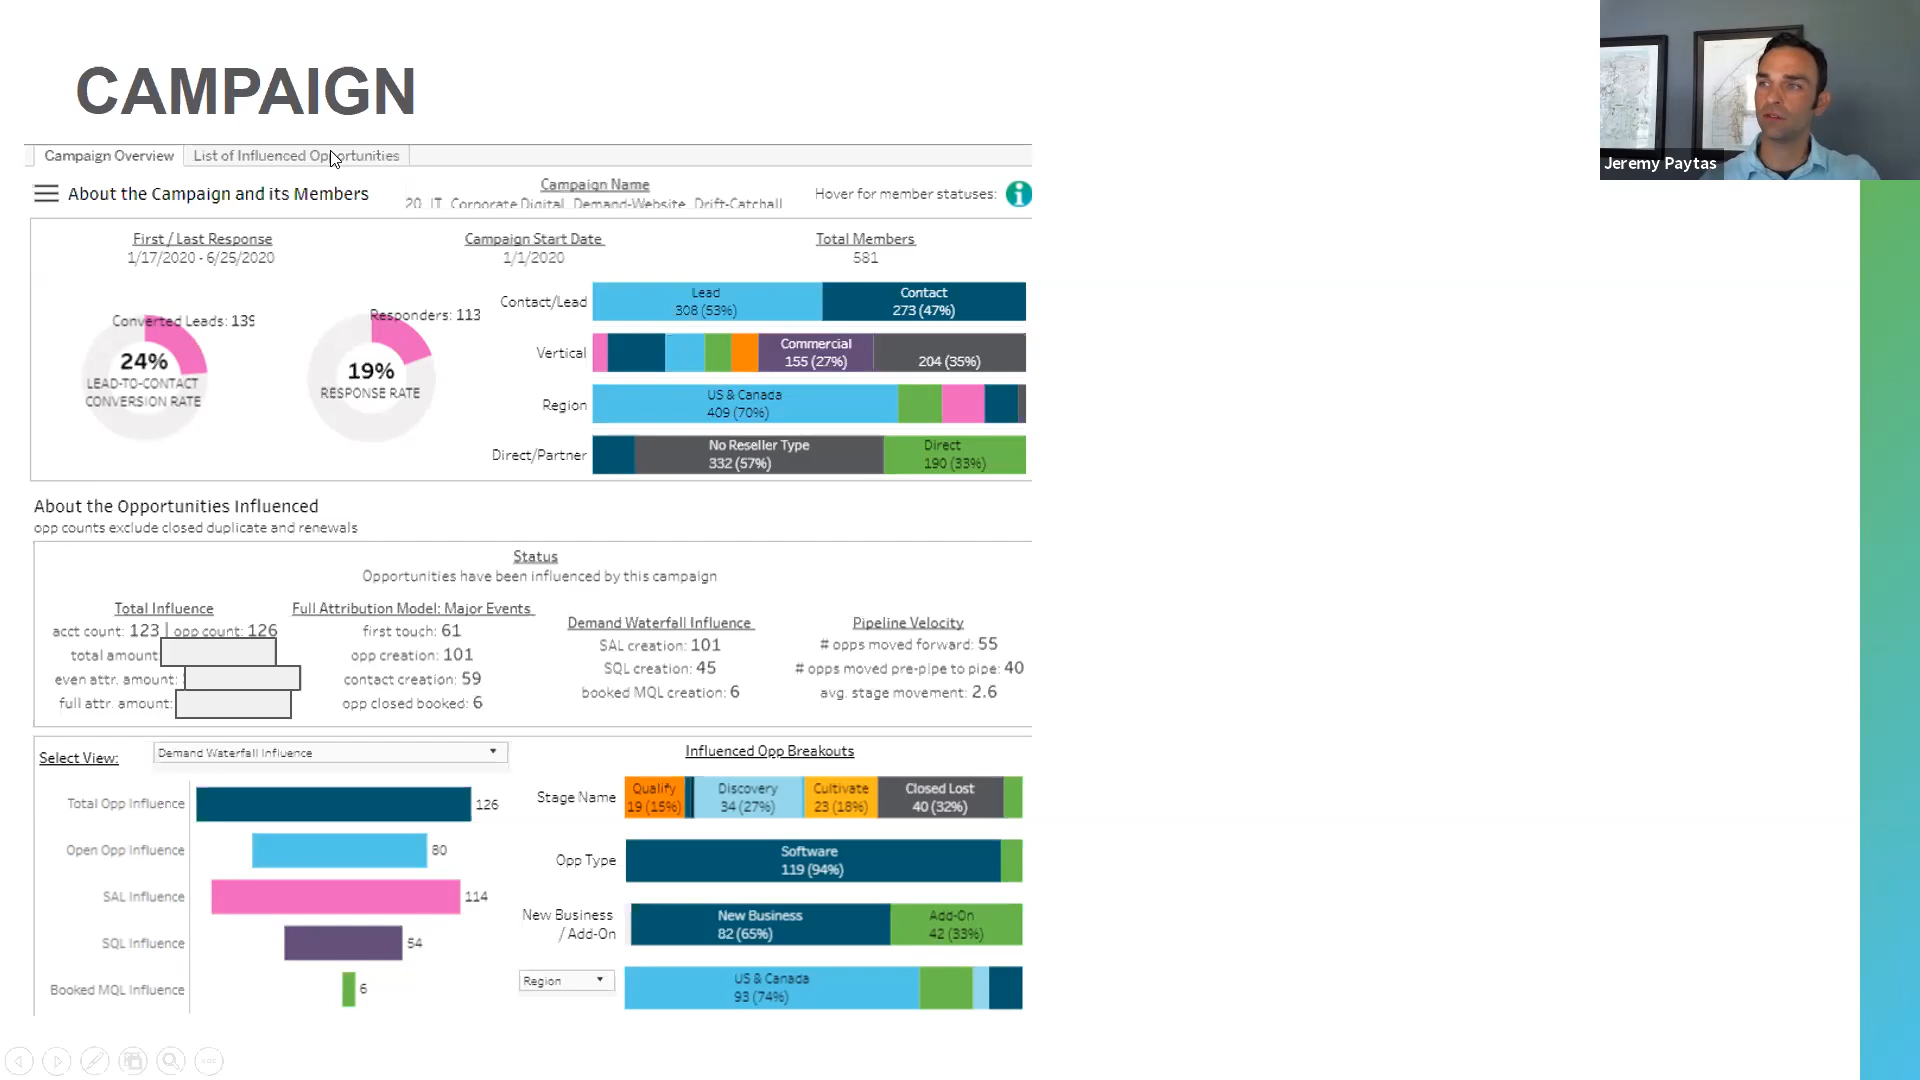 CAMPAIGN
Jeremy Paytas
Campaign Overview
List of Influenced Opportunities
About the Campaign and its Members
Campaign Name
20_IT_Corporate Digital_Demand-Website_Drift-Catchall
Hover for member statuses:
First / Last Response
1/17/2020 - 6/25/2020
Campaign Start Date
1/1/2020
Total Members
581
Converted Leads: 139
24%
LEAD-TO-CONTACT
CONVERSION RATE
Responders: 113
19%
RESPONSE RATE
Contact/Lead
Lead
308 (53%)
Contact
273 (47%)
Vertical
Commercial
155 (27%)
204 (35%)
Region
US & Canada
409 (70%)
Direct/Partner
No Reseller Type
332 (57%)
Direct
190 (33%)
About the Opportunities Influenced
opp counts exclude closed duplicate and renewals
Status
Opportunities have been influenced by this campaign
Total Influence
acct count: 123 | opp count: 126
total amount:
even attr. amount:
full attr. amount:
Full Attribution Model: Major Events
first touch: 61
opp creation: 101
contact creation: 59
opp closed booked: 6
Demand Waterfall Influence
SAL creation: 101
SQL creation: 45
booked MQL creation: 6
Pipeline Velocity
# opps moved forward: 55
# opps moved pre-pipe to pipe: 40
avg. stage movement: 2.6
Select View:
Demand Waterfall Influence
Total Opp Influence
126
Open Opp Influence
80
SAL Influence
114
SQL Influence
54
Booked MQL Influence
6
Influenced Opp Breakouts
Stage Name
Qualify
19 (15%)
Discovery
34 (27%)
Cultivate
23 (18%)
Closed Lost
40 (32%)
Opp Type
Software
119 (94%)
New Business
/ Add-On
New Business
82 (65%)
Add-On
42 (33%)
Region
US & Canada
93 (74%)